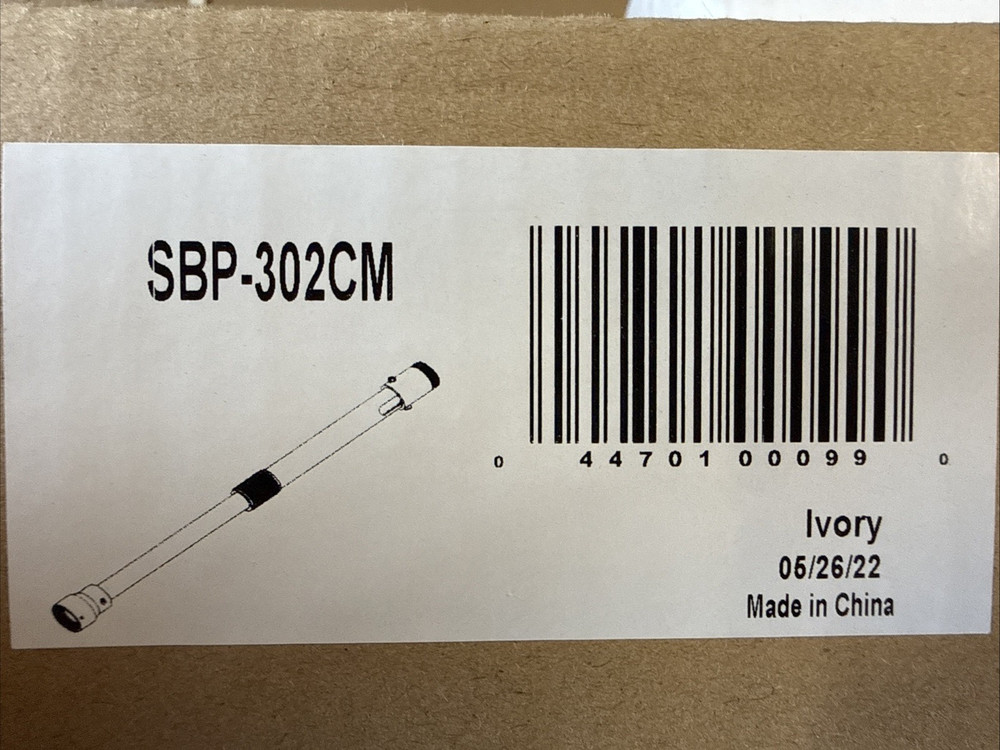 SBP-302CM
0 44701 00099 0
Ivory
05/26/22
Made in China